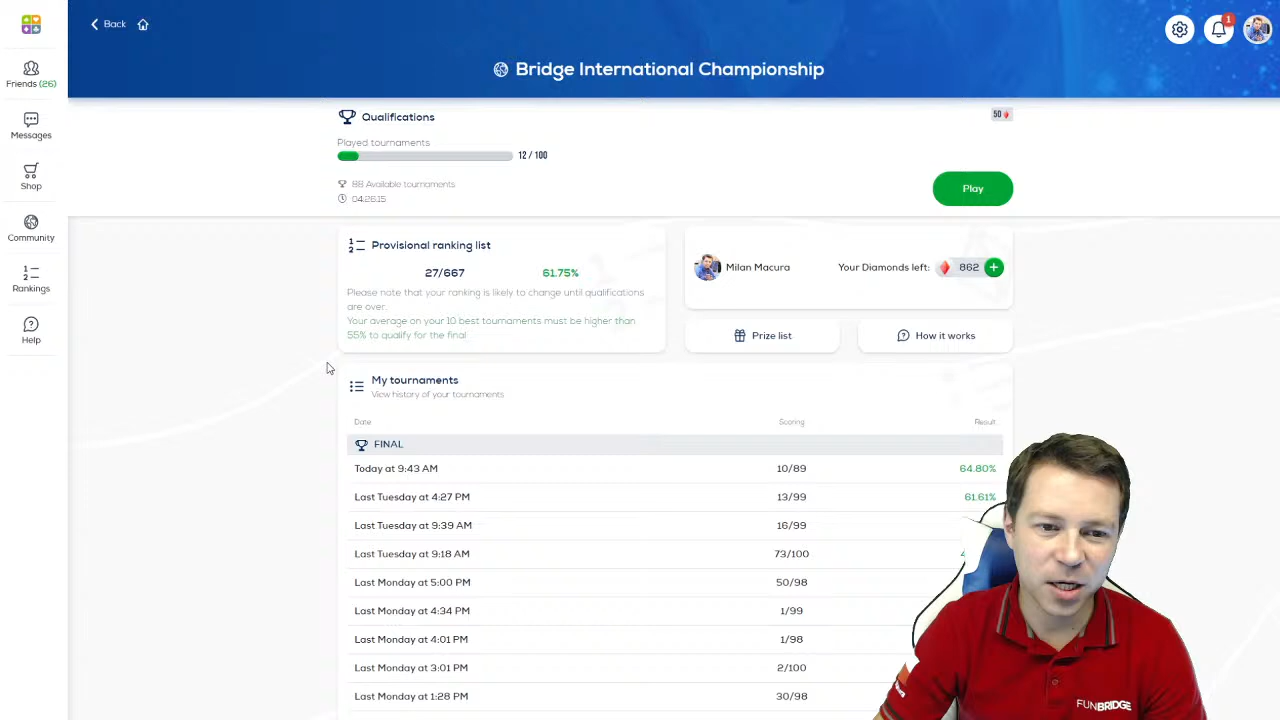 Back
1
Bridge International Championship
Friends (26)
Messages
Shop
Community
Rankings
Help
Qualifications
50
Played tournaments
12 / 100
88 Available tournaments
04:26:15
Play
Provisional ranking list
27/667 61.75%
Please note that your ranking is likely to change until qualifications
are over.
Your average on your 10 best tournaments must be higher than
55% to qualify for the final
Milan Macura
Your Diamonds left: 862
Prize list
How it works
My tournaments
View history of your tournaments
Date Scoring Result
FINAL
Today at 9:43 AM 10/89 64.80%
Last Tuesday at 4:27 PM 13/99 61.61%
Last Tuesday at 9:39 AM 16/99
Last Tuesday at 9:18 AM 73/100
Last Monday at 5:00 PM 50/98
Last Monday at 4:34 PM 1/99
Last Monday at 4:01 PM 1/98
Last Monday at 3:01 PM 2/100
Last Monday at 1:28 PM 30/98
FUNBRIDGE